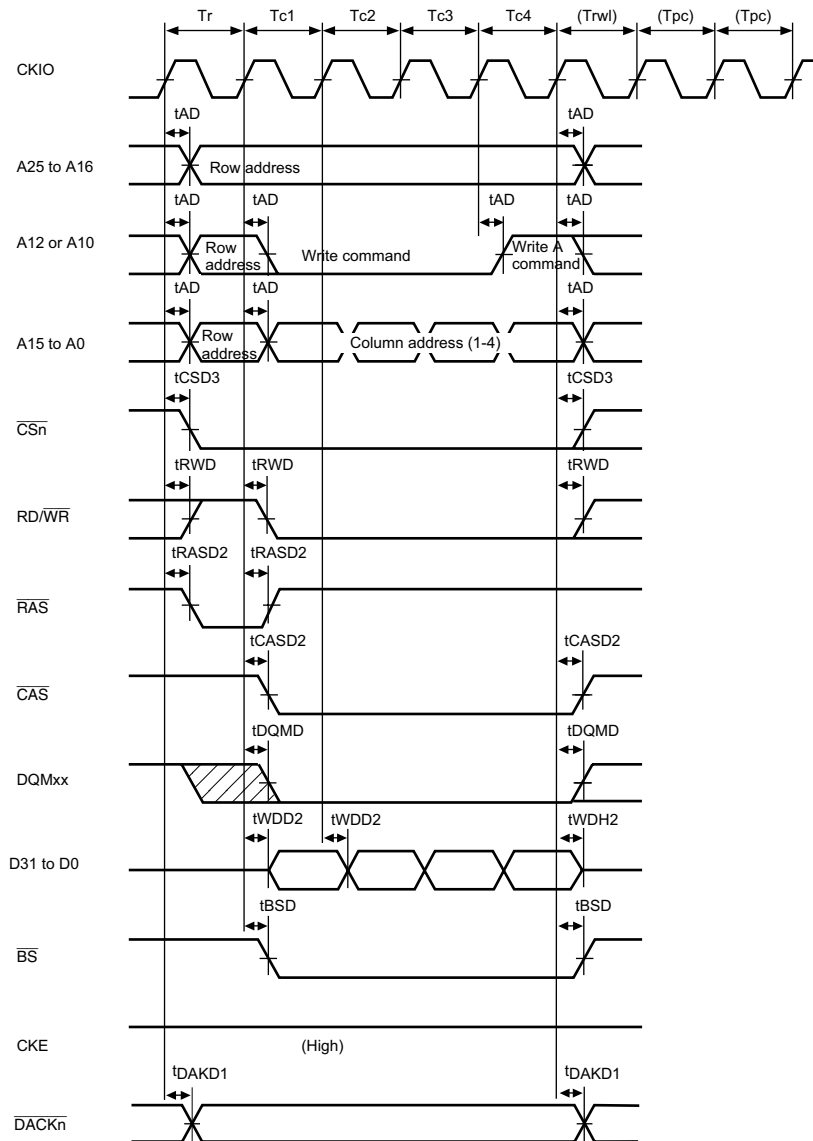 Tr Tc1 Tc2 Tc3 Tc4 (Trwl) (Tpc) (Tpc)
CKIO
tAD tAD
A25 to A16 Row address
tAD tAD tAD tAD
A12 or A10 Row address Write command Write A command
tAD tAD tAD
A15 to A0 Row address Column address (1-4)
tCSD3 tCSD3
CSn
tRWD tRWD tRWD
RD/WR
tRASD2 tRASD2
RAS
tCASD2 tCASD2
CAS
tDQMD tDQMD
DQMxx
tWDD2 tWDD2 tWDH2
D31 to D0
tBSD tBSD
BS
CKE (High)
tDAKD1 tDAKD1
DACKn